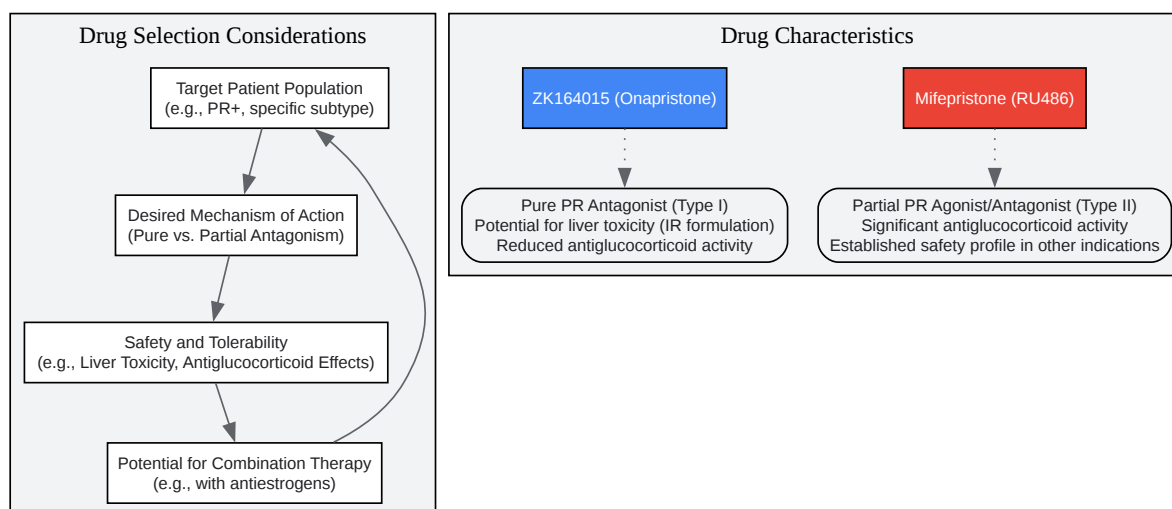 Drug Selection Considerations
Target Patient Population
(e.g., PR+, specific subtype)
Desired Mechanism of Action
(Pure vs. Partial Antagonism)
Safety and Tolerability
(e.g., Liver Toxicity, Antiglucocorticoid Effects)
Potential for Combination Therapy
(e.g., with antiestrogens)
Drug Characteristics
ZK164015 (Onapristone)
Pure PR Antagonist (Type I)
Potential for liver toxicity (IR formulation)
Reduced antiglucocorticoid activity
Mifepristone (RU486)
Partial PR Agonist/Antagonist (Type II)
Significant antiglucocorticoid activity
Established safety profile in other indications